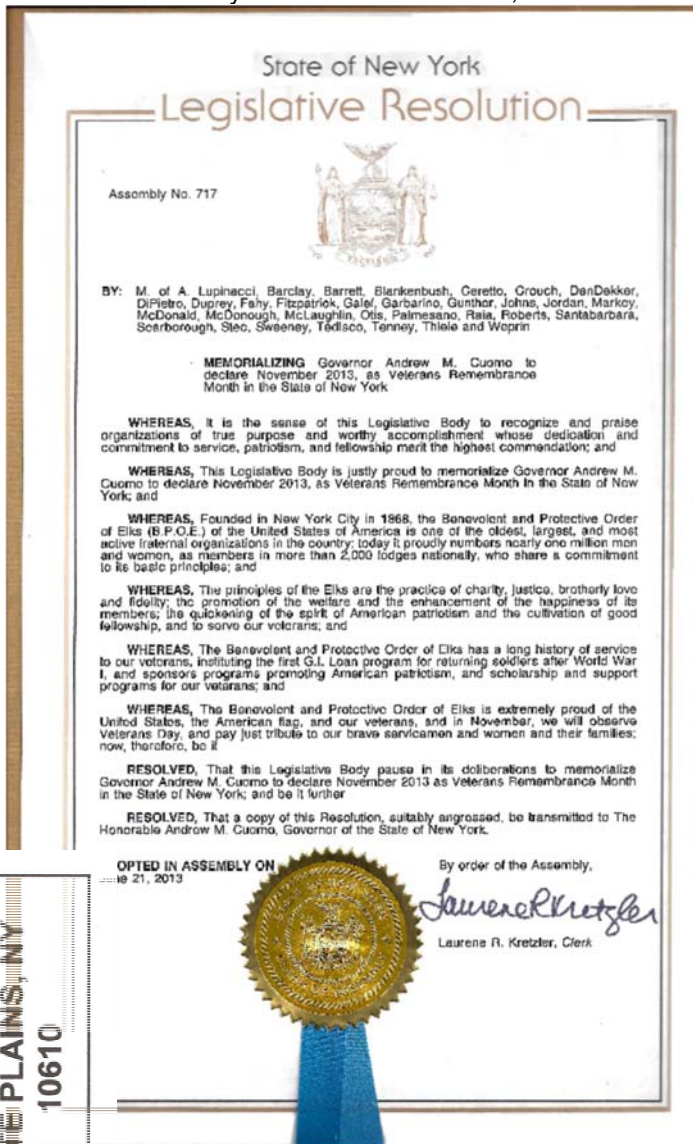 State of New York
Legislative Resolution
Assembly No. 717
EXCELSIOR
BY: M. of A. Lupinacci, Barclay, Barrett, Blankenbush, Ceretto, Crouch, DenDekker,
DiPietro, Duprey, Fahy, Fitzpatrick, Galef, Garbarino, Gunther, Johns, Jordan, Markey,
McDonald, McDonough, McLaughlin, Otis, Palmesano, Raia, Roberts, Santabarbara,
Scarborough, Stec, Sweeney, Tedisco, Tenney, Thiele and Weprin
MEMORIALIZING Governor Andrew M. Cuomo to
declare November 2013, as Veterans Remembrance
Month in the State of New York
WHEREAS, It is the sense of this Legislative Body to recognize and praise
organizations of true purpose and worthy accomplishment whose dedication and
commitment to service, patriotism, and fellowship merit the highest commendation; and
WHEREAS, This Legislative Body is justly proud to memorialize Governor Andrew M.
Cuomo to declare November 2013, as Veterans Remembrance Month in the State of New
York; and
WHEREAS, Founded in New York City in 1868, the Benevolent and Protective Order
of Elks (B.P.O.E.) of the United States of America is one of the oldest, largest, and most
active fraternal organizations in the country; today it proudly numbers nearly one million men
and women, as members in more than 2,000 lodges nationally, who share a commitment
to its basic principles; and
WHEREAS, The principles of the Elks are the practice of charity, justice, brotherly love
and fidelity; the promotion of the welfare and the enhancement of the happiness of its
members; the quickening of the spirit of American patriotism and the cultivation of good
fellowship, and to serve our veterans; and
WHEREAS, The Benevolent and Protective Order of Elks has a long history of service
to our veterans, instituting the first G.I. Loan program for returning soldiers after World War
I, and sponsors programs promoting American patriotism, and scholarship and support
programs for our veterans; and
WHEREAS, The Benevolent and Protective Order of Elks is extremely proud of the
United States, the American flag, and our veterans, and in November, we will observe
Veterans Day, and pay just tribute to our brave servicemen and women and their families;
now, therefore, be it
RESOLVED, That this Legislative Body pause in its deliberations to memorialize
Governor Andrew M. Cuomo to declare November 2013 as Veterans Remembrance Month
in the State of New York; and be it further
RESOLVED, That a copy of this Resolution, suitably engrossed, be transmitted to The
Honorable Andrew M. Cuomo, Governor of the State of New York.
OPTED IN ASSEMBLY ON
e 21, 2013
By order of the Assembly,
Laurene R Kretzler
Laurene R. Kretzler, Clerk
TE PLAINS, NY
10610